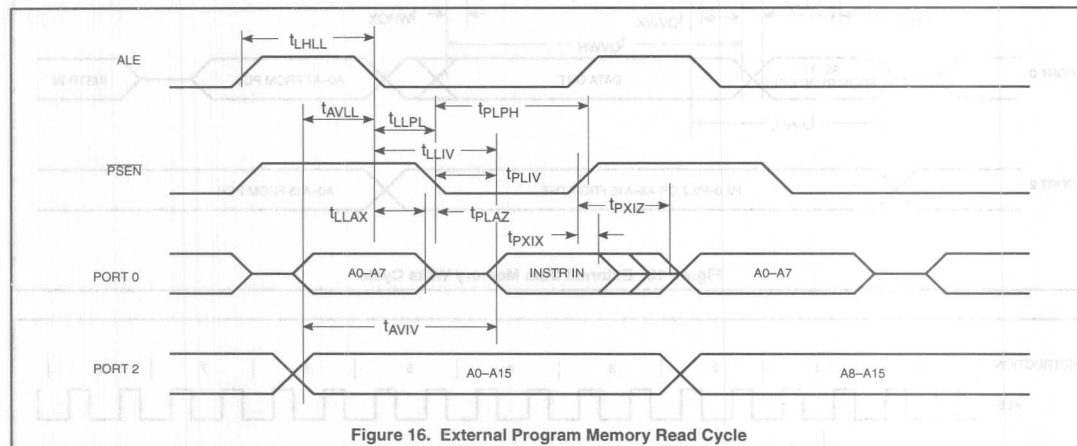 tLHLL
ALE
tAVLL
tLLPL
tPLPH
tLLIV
PSEN
tPLIV
tLLAX
tPLAZ
tPXIZ
tPXIX
PORT 0
A0–A7
INSTR IN
A0–A7
tAVIV
PORT 2
A0–A15
A8–A15
Figure 16. External Program Memory Read Cycle